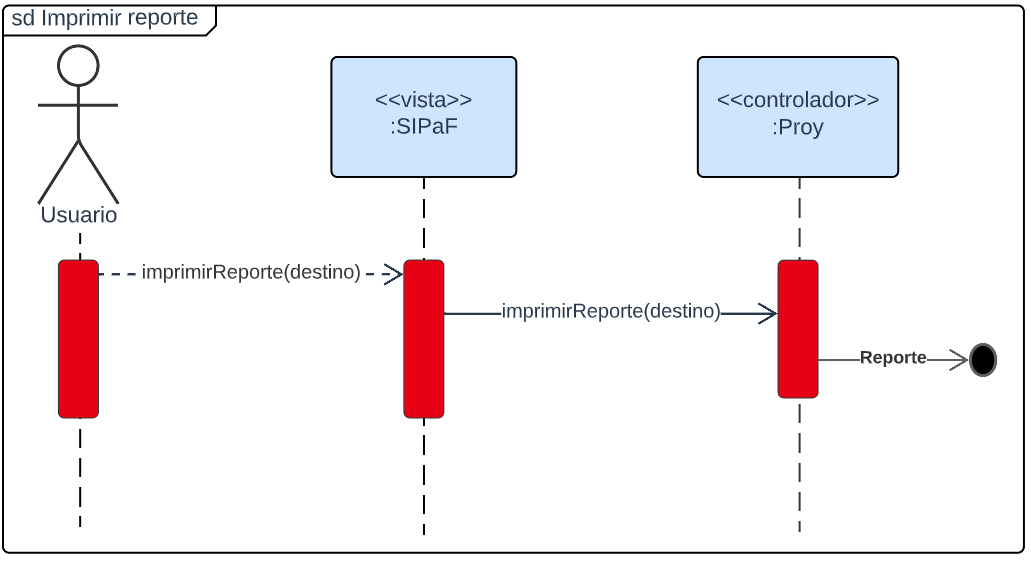 sd Imprimir reporte
<<vista>>
:SIPaF
<<controlador>>
:Proy
Usuario
imprimirReporte(destino)
imprimirReporte(destino)
Reporte